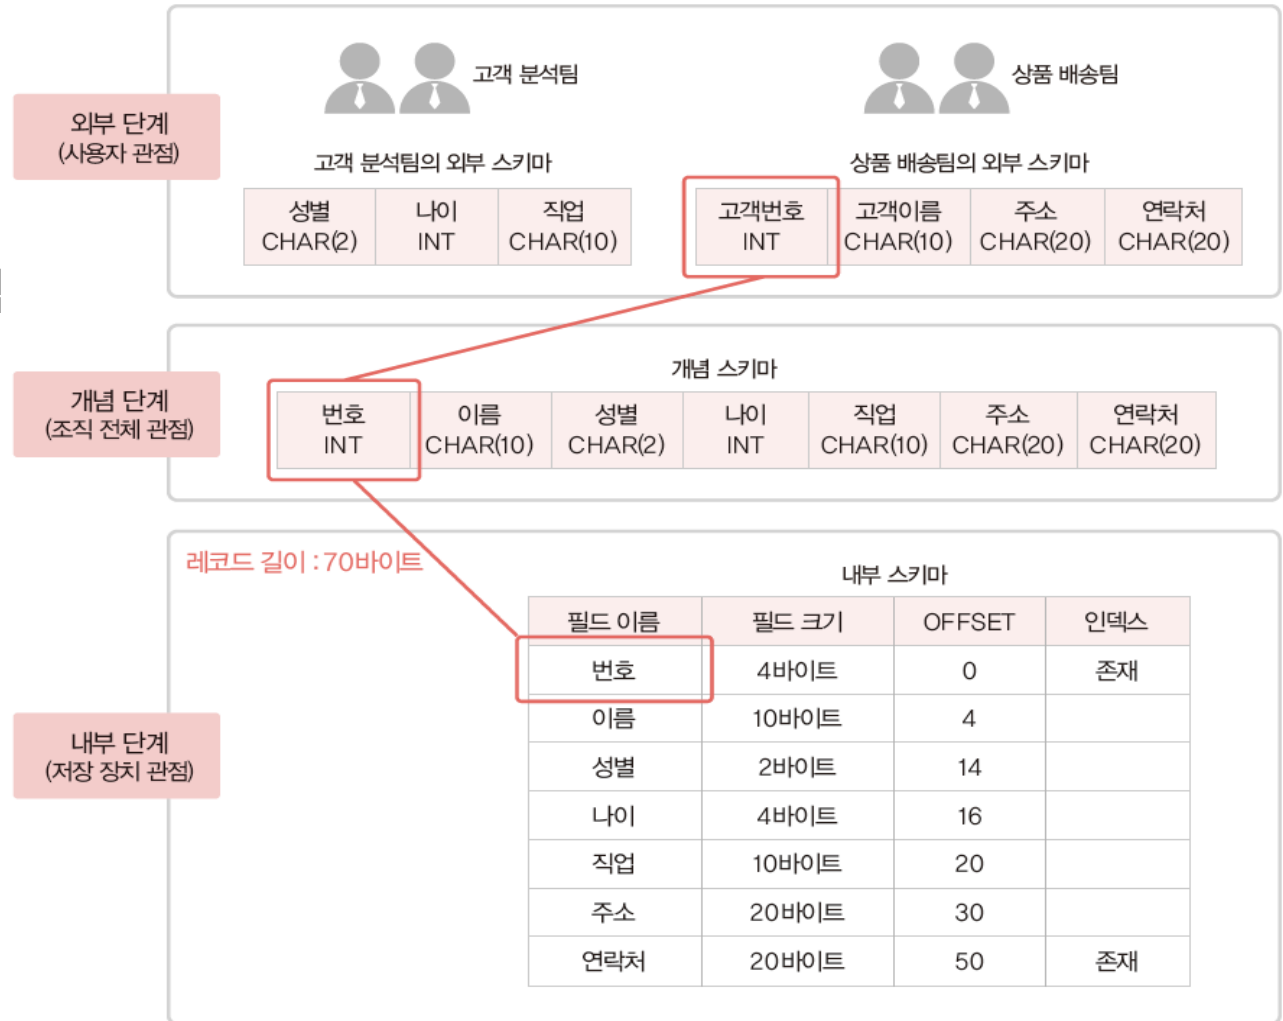 고객 분석팀
상품 배송팀
외부 단계
(사용자 관점)
고객 분석팀의 외부 스키마
상품 배송팀의 외부 스키마
성별 나이 직업
CHAR(2) INT CHAR(10)
고객번호 고객이름 주소 연락처
INT CHAR(10) CHAR(20) CHAR(20)
개념 단계
(조직 전체 관점)
개념 스키마
번호 이름 성별 나이 직업 주소 연락처
INT CHAR(10) CHAR(2) INT CHAR(10) CHAR(20) CHAR(20)
레코드 길이 : 70바이트
내부 단계
(저장 장치 관점)
내부 스키마
필드 이름 필드 크기 OFFSET 인덱스
번호 4바이트 0 존재
이름 10바이트 4
성별 2바이트 14
나이 4바이트 16
직업 10바이트 20
주소 20바이트 30
연락처 20바이트 50 존재